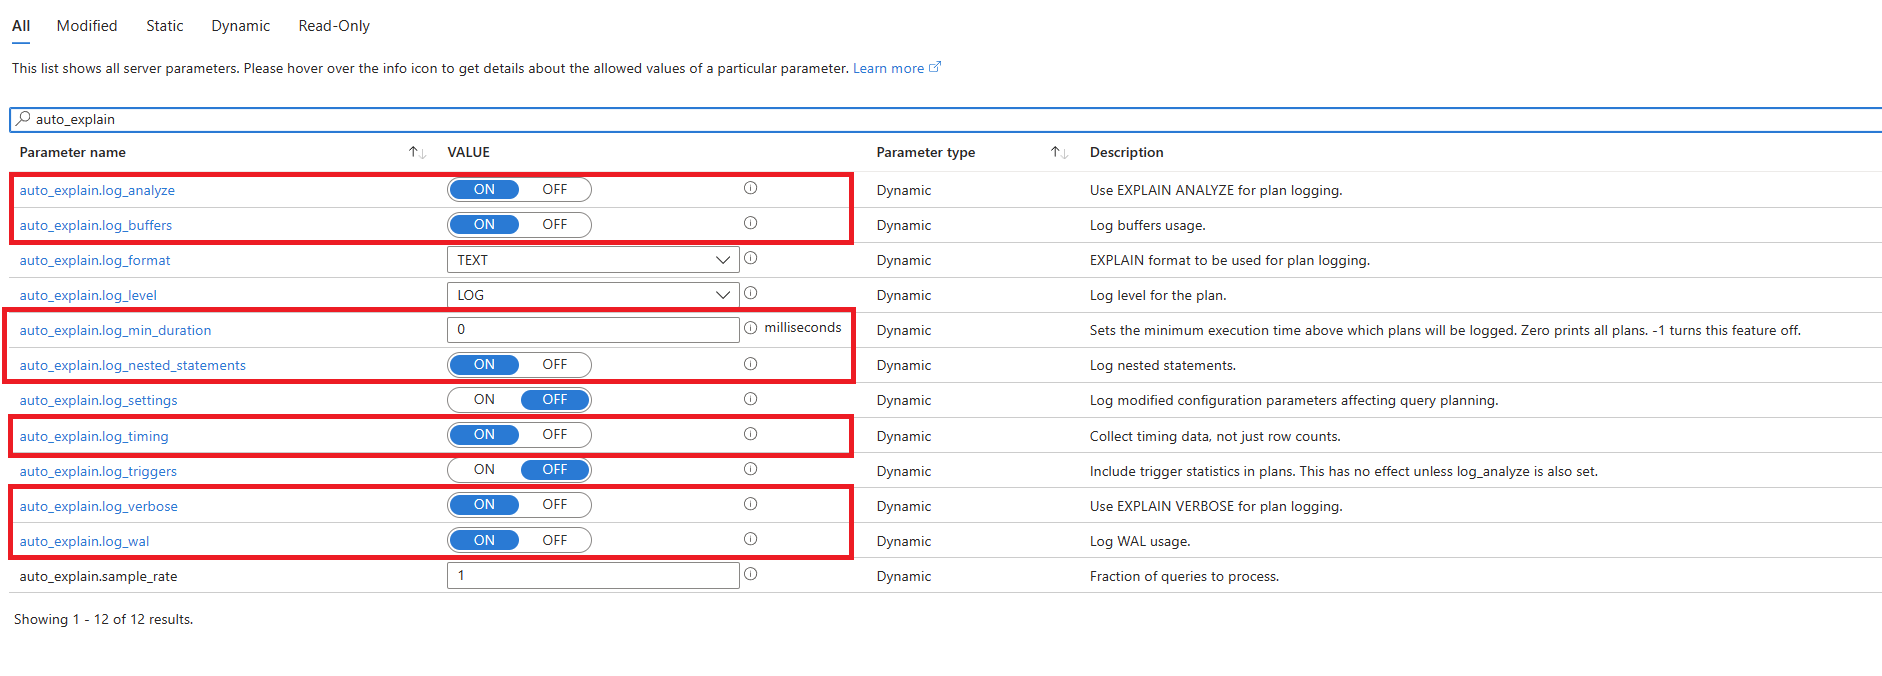 All Modified Static Dynamic Read-Only
This list shows all server parameters. Please hover over the info icon to get details about the allowed values of a particular parameter. Learn more
auto_explain
Parameter name VALUE Parameter type Description
auto_explain.log_analyze ON OFF Dynamic Use EXPLAIN ANALYZE for plan logging.
auto_explain.log_buffers ON OFF Dynamic Log buffers usage.
auto_explain.log_format TEXT Dynamic EXPLAIN format to be used for plan logging.
auto_explain.log_level LOG Dynamic Log level for the plan.
auto_explain.log_min_duration 0 milliseconds Dynamic Sets the minimum execution time above which plans will be logged. Zero prints all plans. -1 turns this feature off.
auto_explain.log_nested_statements ON OFF Dynamic Log nested statements.
auto_explain.log_settings ON OFF Dynamic Log modified configuration parameters affecting query planning.
auto_explain.log_timing ON OFF Dynamic Collect timing data, not just row counts.
auto_explain.log_triggers ON OFF Dynamic Include trigger statistics in plans. This has no effect unless log_analyze is also set.
auto_explain.log_verbose ON OFF Dynamic Use EXPLAIN VERBOSE for plan logging.
auto_explain.log_wal ON OFF Dynamic Log WAL usage.
auto_explain.sample_rate 1 Dynamic Fraction of queries to process.
Showing 1 - 12 of 12 results.